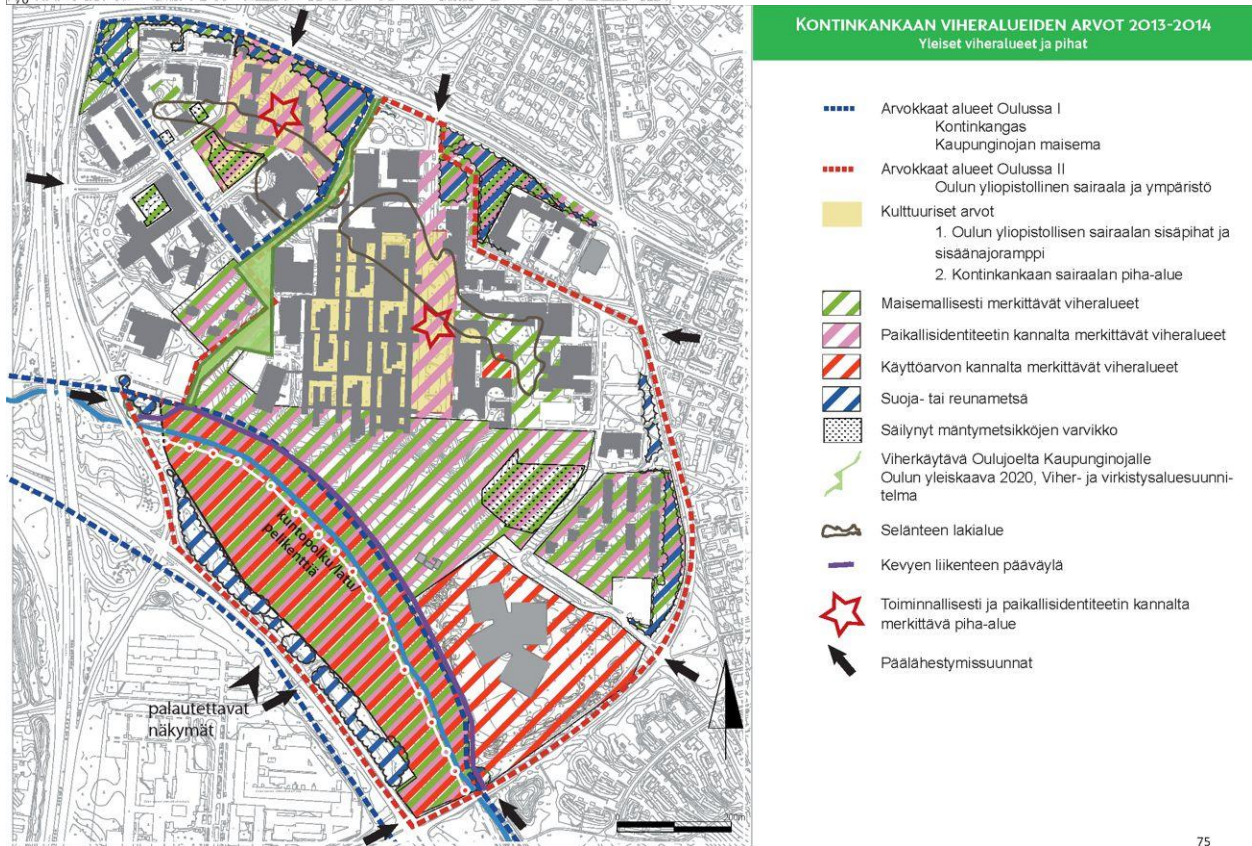 KONTINKANKAAN VIHERALUEIDEN ARVOT 2013-2014
Yleiset viheralueet ja pihat
Arvokkaat alueet Oulussa I
Kontinkangas
Kaupunginojan maisema
Arvokkaat alueet Oulussa II
Oulun yliopistollinen sairaala ja ympäristö
Kulttuuriset arvot
1. Oulun yliopistollisen sairaalan sisäpihat ja
sisäänajoramppi
2. Kontinkankaan sairaalan piha-alue
Maisemallisesti merkittävät viheralueet
Paikallisidentiteetin kannalta merkittävät viheralueet
Käyttöarvon kannalta merkittävät viheralueet
Suoja- tai reunametsä
Säilynyt mäntymetsikköjen varvikko
Viherkäytävä Oulujoelta Kaupunginojalle
Oulun yleiskaava 2020, Viher- ja virkistysaluesuunni-
telma
Selänteen lakialue
Kevyen liikenteen pääväylä
Toiminnallisesti ja paikallisidentiteetin kannalta
merkittävä piha-alue
Päälähestymissuunnat
kuntopolku/latu/
pelikenttiä
palautettavat
näkymät
200m
75